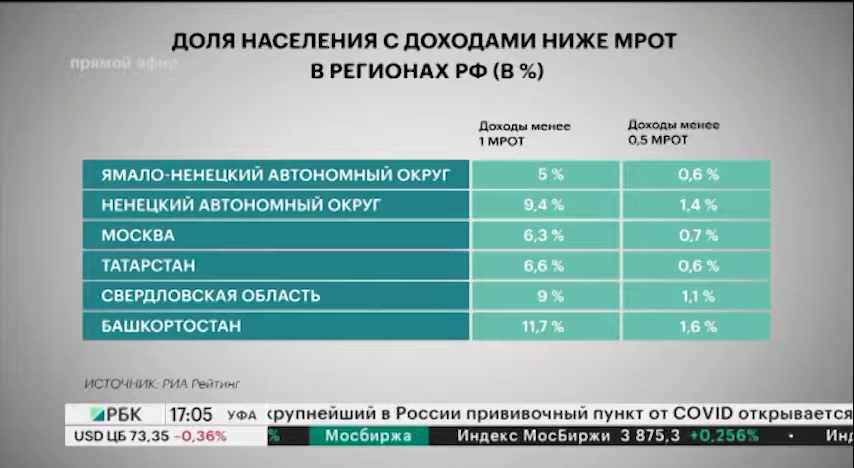 ДОЛЯ НАСЕЛЕНИЯ С ДОХОДАМИ НИЖЕ МРОТ
прямой эфир
В РЕГИОНАХ РФ (В %)
Доходы менее
1 МРОТ
Доходы менее
0,5 МРОТ
ЯМАЛО-НЕНЕЦКИЙ АВТОНОМНЫЙ ОКРУГ 5 % 0,6 %
НЕНЕЦКИЙ АВТОНОМНЫЙ ОКРУГ 9,4 % 1,4 %
МОСКВА 6,3 % 0,7 %
ТАТАРСТАН 6,6 % 0,6 %
СВЕРДЛОВСКАЯ ОБЛАСТЬ 9 % 1,1 %
БАШКОРТОСТАН 11,7 % 1,6 %
ИСТОЧНИК: РИА Рейтинг
РБК 17:05 УФА крупнейший в России прививочный пункт от COVID открывается
USD ЦБ 73,35 -0,36% % Мосбиржа Индекс МосБиржи 3 875,3 +0,256% • Инд